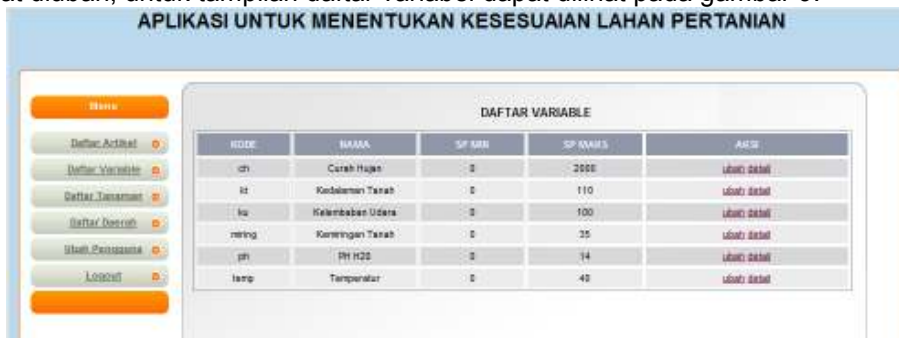 APLIKASI UNTUK MENENTUKAN KESESUAIAN LAHAN PERTANIAN
Menu
DAFTAR VARIABLE
Daftar Artikel
Daftar Variable
Daftar Tanaman
Daftar Daerah
Ubah Pengguna
Logout
KODE NAMA SP MIN SP MAKS AKSI
ch Curah Hujan 0 2000 ubah detail
kt Kedalaman Tanah 0 110 ubah detail
ku Kelembaban Udara 0 100 ubah detail
miring Kemiringan Tanah 0 35 ubah detail
ph PH H20 0 14 ubah detail
temp Temperatur 0 40 ubah detail